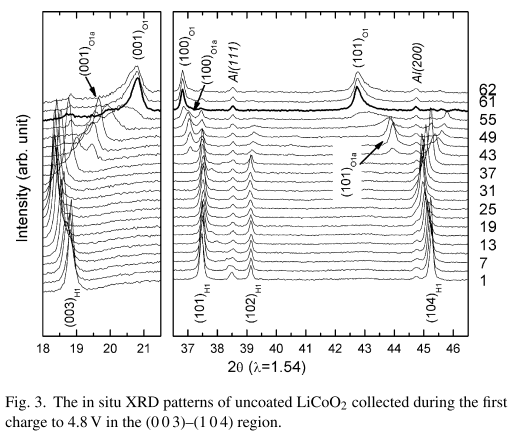 (001)O1a
(001)O1
(100)O1
(100)O1a
Al(111)
(101)O1
Al(200)
62
61
55
49
43
37
31
25
19
13
7
1
(101)O1a
Intensity (arb. unit)
(003)H1
(101)H1
(102)H1
(104)H1
18 19 20 21 37 38 39 40 41 42 43 44 45 46
2θ (λ=1.54)
Fig. 3. The in situ XRD patterns of uncoated LiCoO₂ collected during the first
charge to 4.8 V in the (0 0 3)–(1 0 4) region.